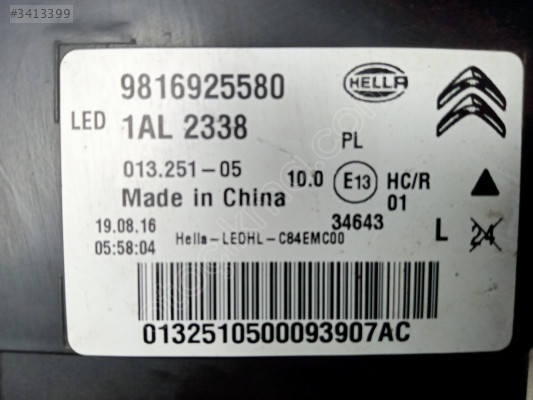 #3413399
9816925580
HELLA
LED 1AL 2338
PL
013.251-05
10.0 E13 HC/R
01
Made in China
34643
19.08.16
05:58:04
Hella-LEDHL-C84EMC00
L 24
0132510500093907AC